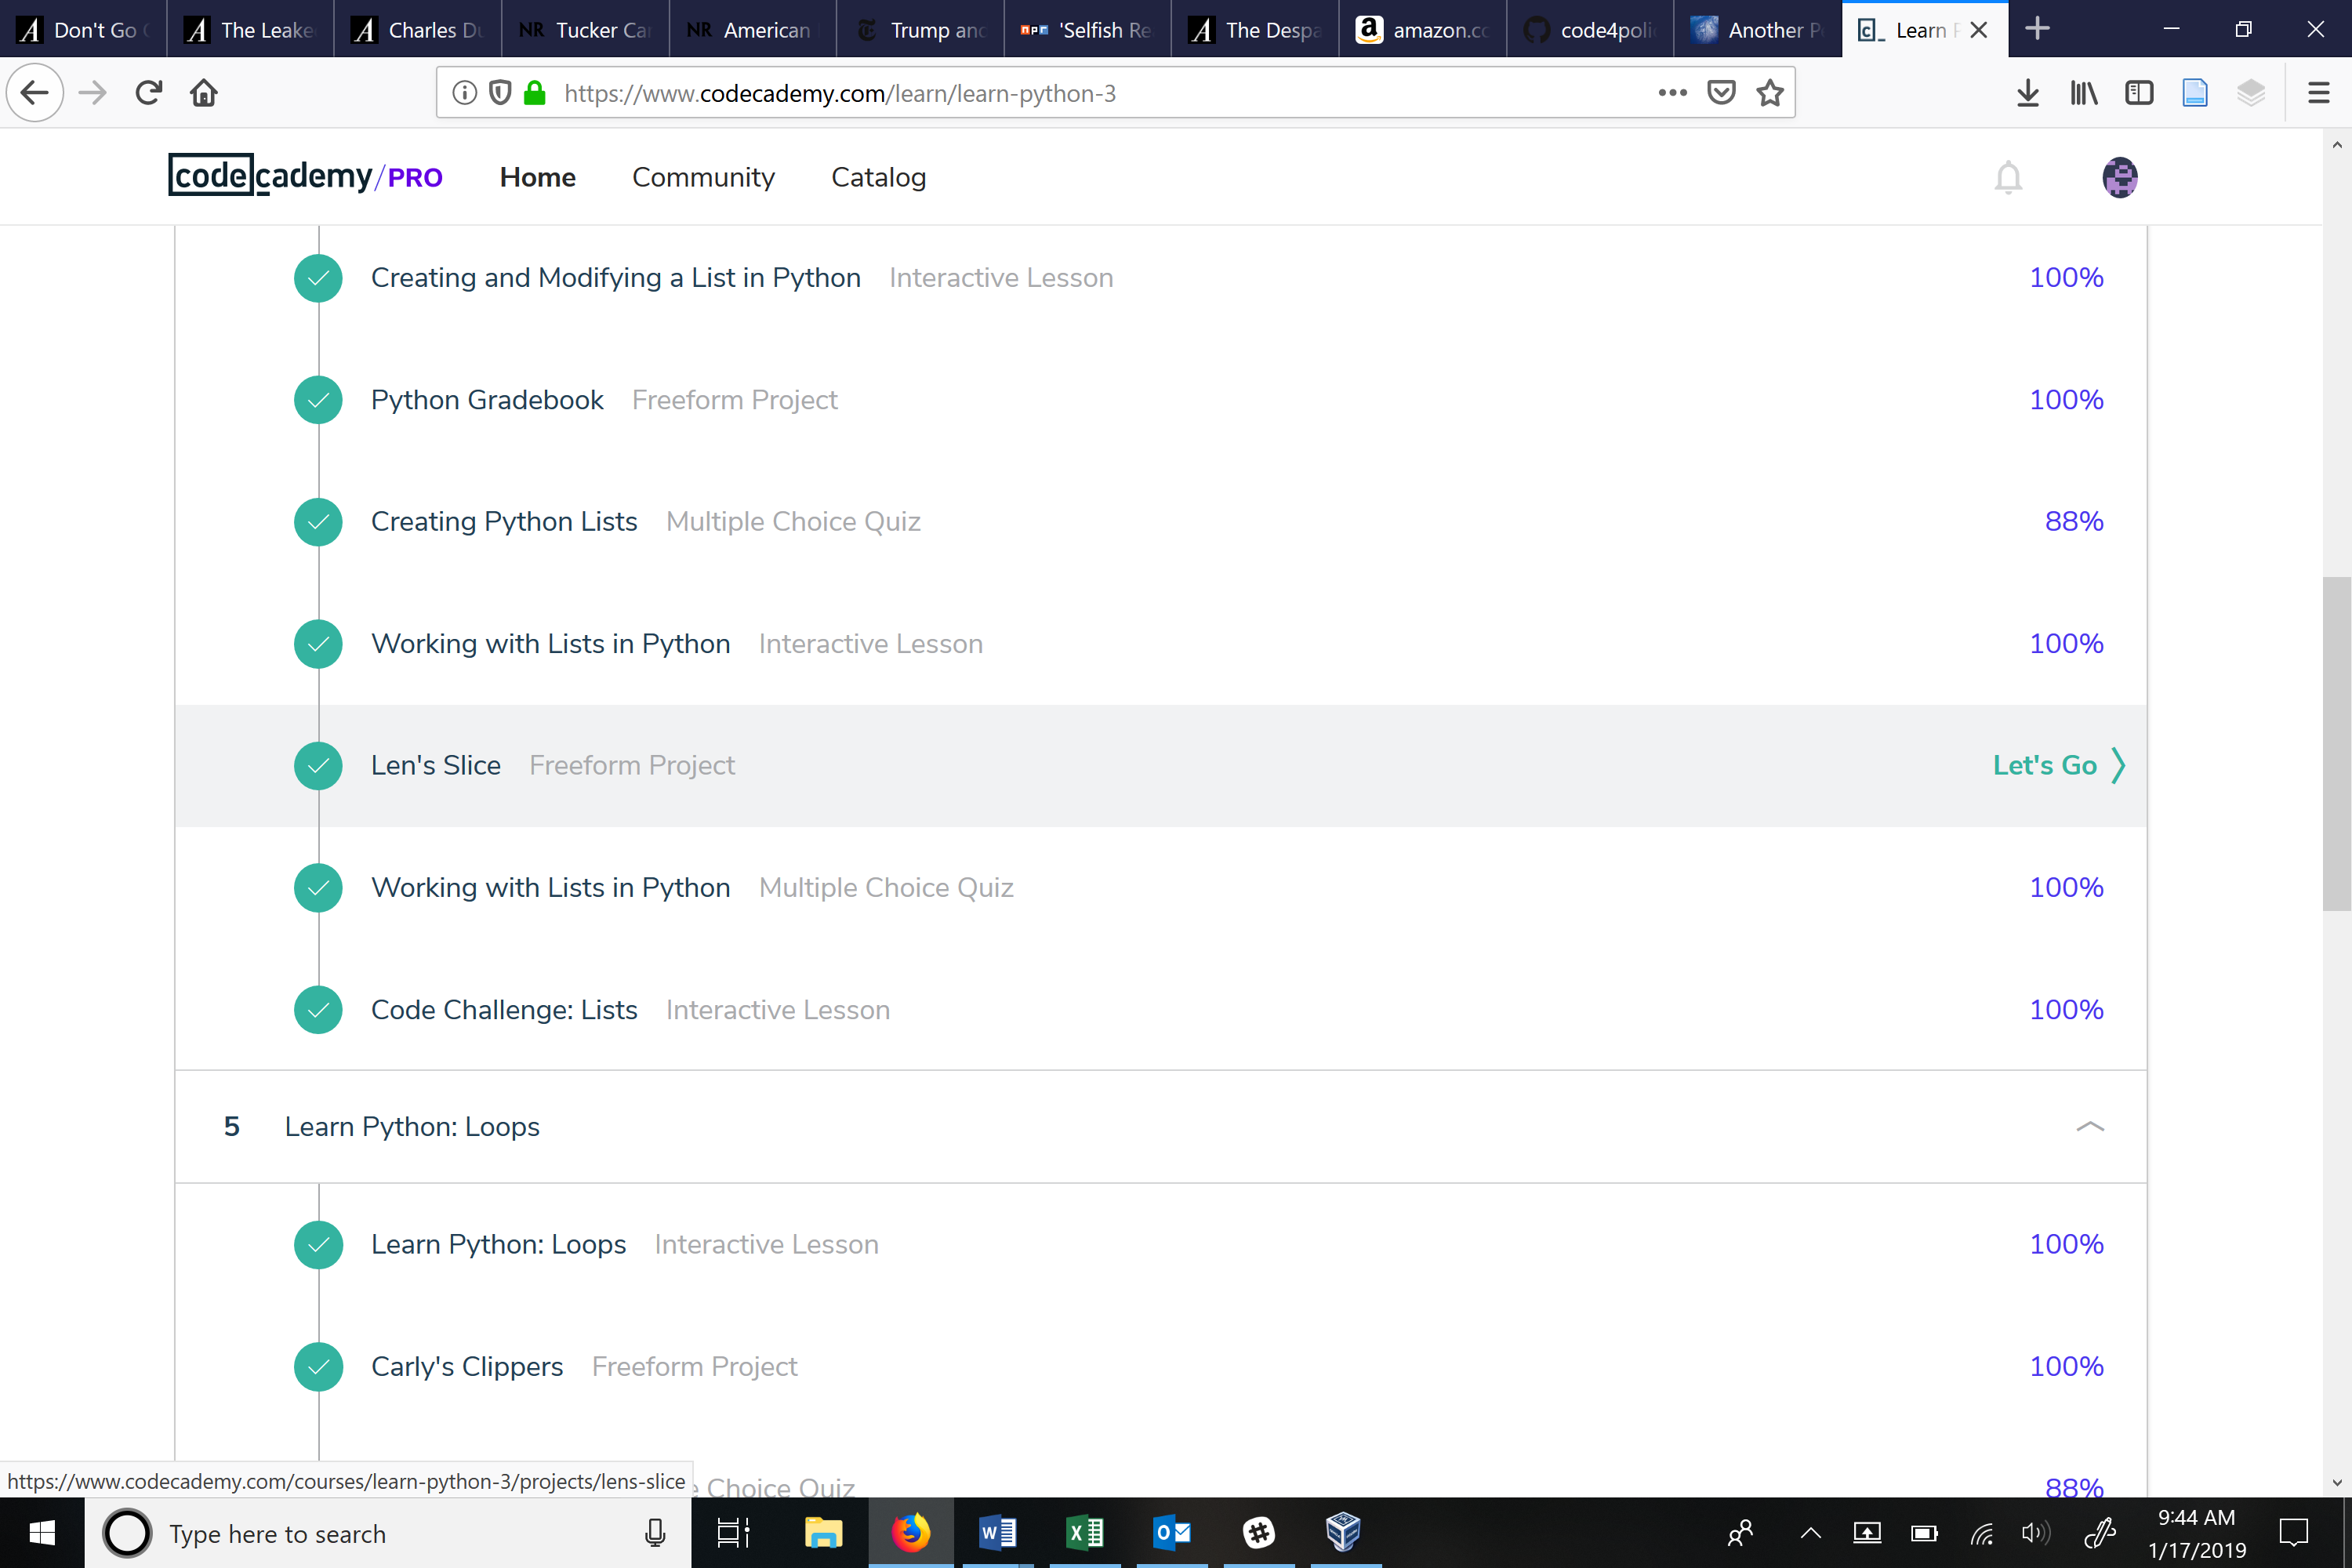 Don't Go
The Leake
Charles Du
NR Tucker Car
NR American
Trump and
npr 'Selfish Re
The Despa
amazon.co
code4poli
Another P
Learn
https://www.codecademy.com/learn/learn-python-3
codecademy/PRO Home Community Catalog
Creating and Modifying a List in Python Interactive Lesson 100%
Python Gradebook Freeform Project 100%
Creating Python Lists Multiple Choice Quiz 88%
Working with Lists in Python Interactive Lesson 100%
Len's Slice Freeform Project Let's Go
Working with Lists in Python Multiple Choice Quiz 100%
Code Challenge: Lists Interactive Lesson 100%
5 Learn Python: Loops
Learn Python: Loops Interactive Lesson 100%
Carly's Clippers Freeform Project 100%
https://www.codecademy.com/courses/learn-python-3/projects/lens-slice
Choice Quiz 88%
Type here to search
9:44 AM
1/17/2019